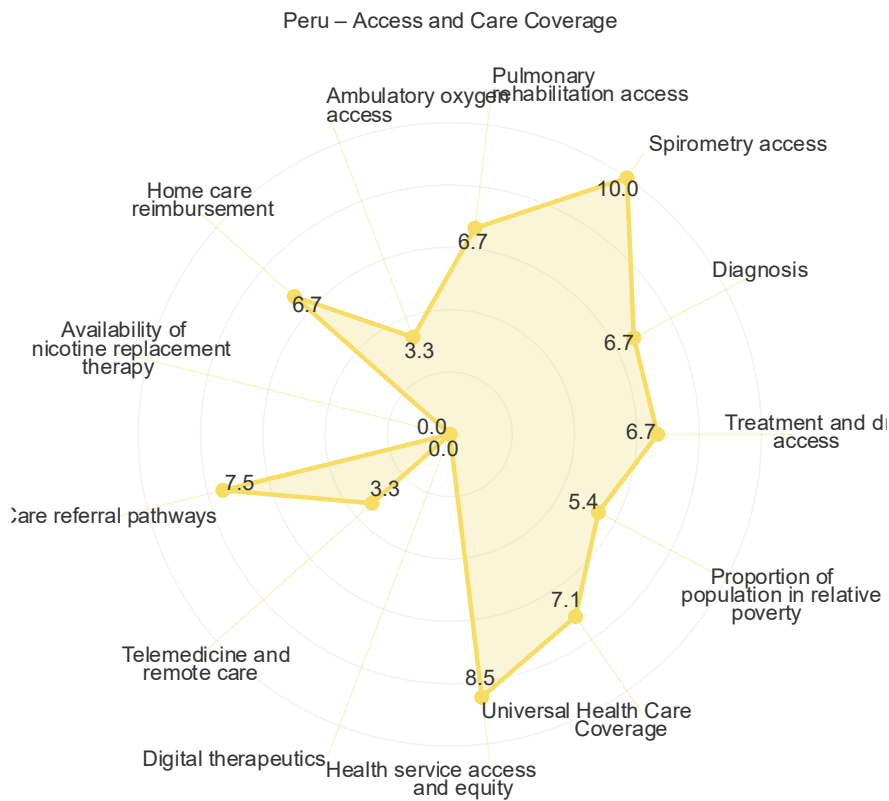 Peru – Access and Care Coverage
Pulmonary
rehabilitation access
Ambulatory oxygen
access
Spirometry access
10.0
Home care
reimbursement
6.7
Diagnosis
6.7
Availability of
nicotine replacement
therapy
3.3
6.7
0.0
6.7
Treatment and dr
access
0.0
7.5
3.3
5.4
Care referral pathways
Proportion of
population in relative
poverty
7.1
Telemedicine and
remote care
8.5
Universal Health Care
Coverage
Digital therapeutics
Health service access
and equity